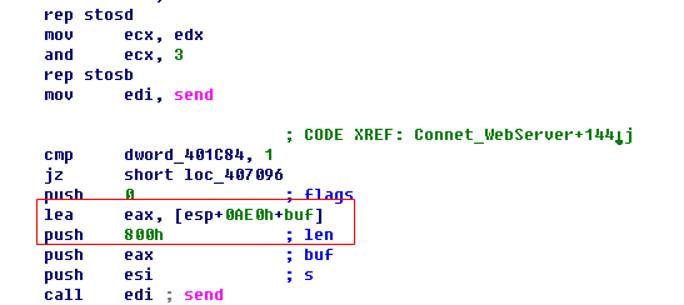 rep stosd
mov ecx, edx
and ecx, 3
rep stosb
mov edi, send
; CODE XREF: Connet_WebServer+144↓j
cmp dword_401C84, 1
jz short loc_407096
push 0 ; flags
lea eax, [esp+0AE0h+buf]
push 800h ; len
push eax ; buf
push esi ; s
call edi ; send